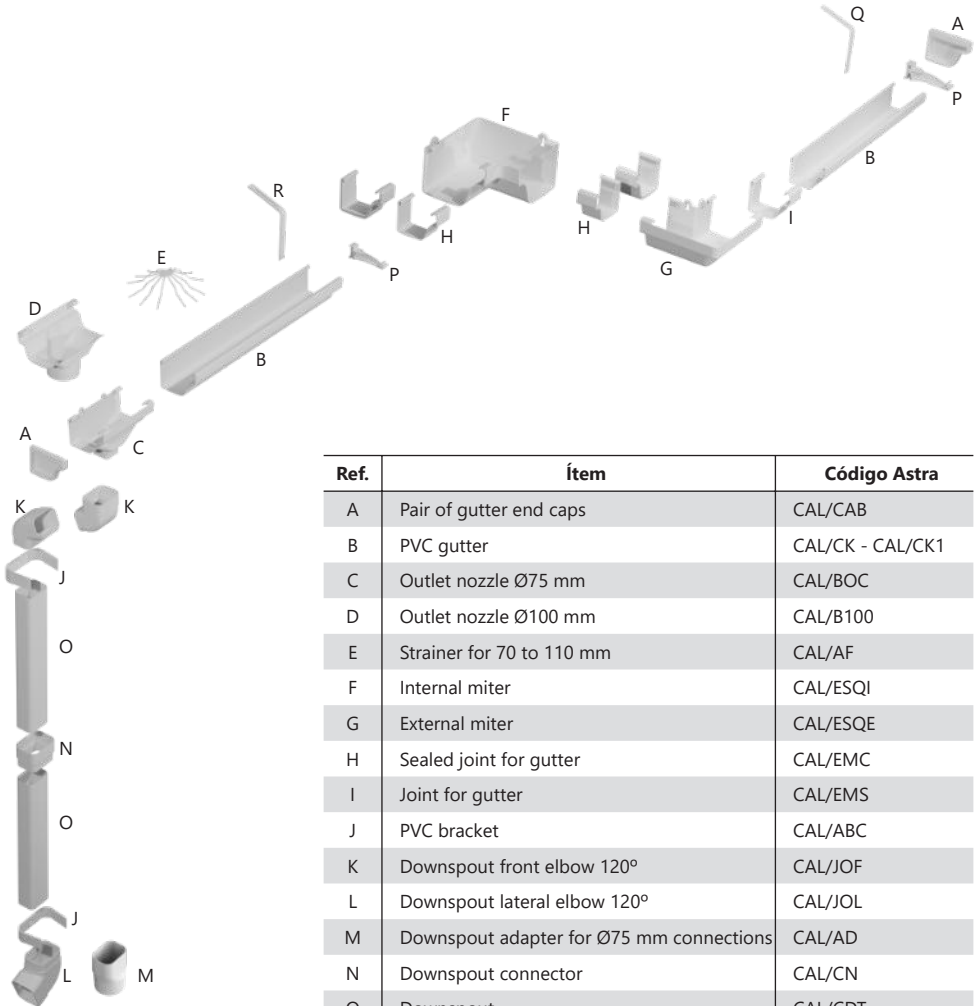 Q
A
P
F
B
R
I
H
H
G
E
P
D
B
A
C
K
K
J
O
N
O
J
L
M
Ref. Ítem Código Astra
A Pair of gutter end caps CAL/CAB
B PVC gutter CAL/CK - CAL/CK1
C Outlet nozzle Ø75 mm CAL/BOC
D Outlet nozzle Ø100 mm CAL/B100
E Strainer for 70 to 110 mm CAL/AF
F Internal miter CAL/ESQI
G External miter CAL/ESQE
H Sealed joint for gutter CAL/EMC
I Joint for gutter CAL/EMS
J PVC bracket CAL/ABC
K Downspout front elbow 120º CAL/JOF
L Downspout lateral elbow 120º CAL/JOL
M Downspout adapter for Ø75 mm connections CAL/AD
N Downspout connector CAL/CN
O Downspout CAL/CDT